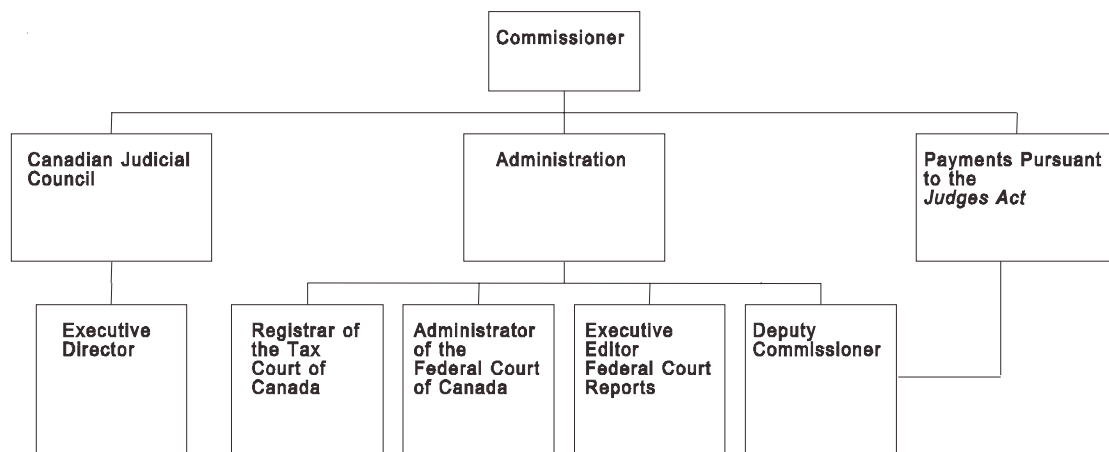 Commissioner
Canadian Judicial
Council
Administration
Payments Pursuant
to the
Judges Act
Executive
Director
Registrar of
the Tax
Court of
Canada
Administrator
of the
Federal Court
of Canada
Executive
Editor
Federal Court
Reports
Deputy
Commissioner